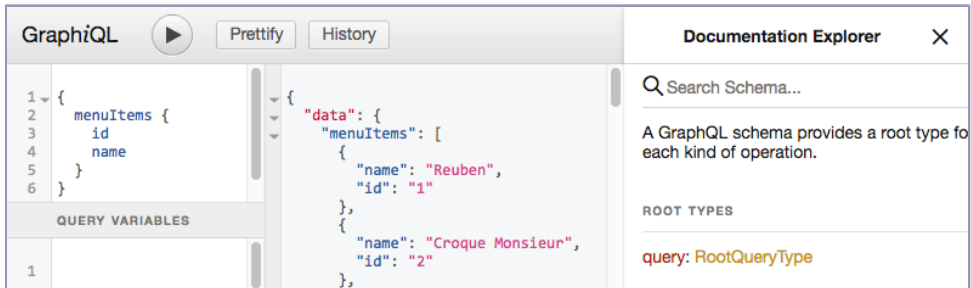 GraphiQL
Prettify
History
1 {
2 menuItems {
3 id
4 name
5 }
6 }
QUERY VARIABLES
1
{
"data": {
"menuItems": [
{
"name": "Reuben",
"id": "1"
},
{
"name": "Croque Monsieur",
"id": "2"
},
Documentation Explorer
Search Schema...
A GraphQL schema provides a root type fo
each kind of operation.
ROOT TYPES
query: RootQueryType